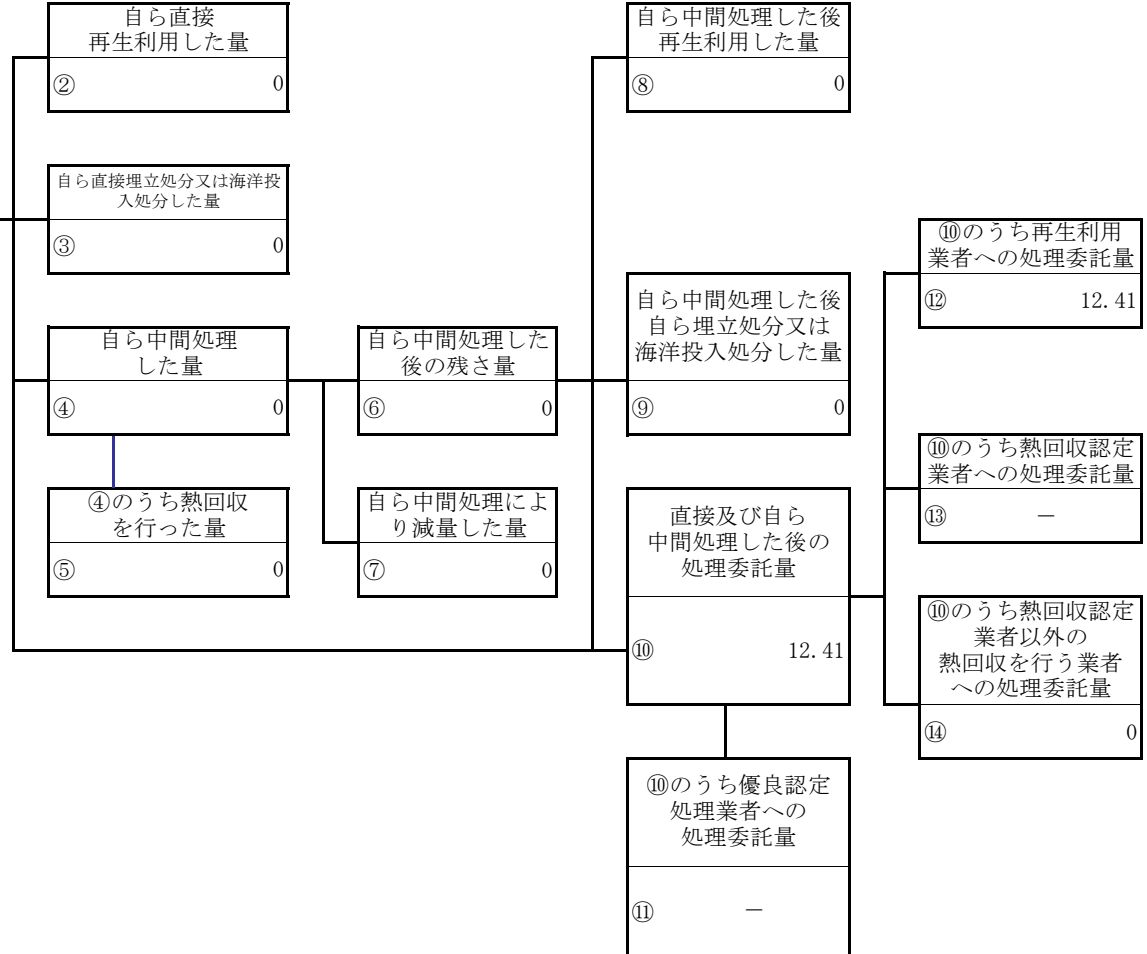 自ら直接
再生利用した量
② 0
自ら直接埋立処分又は海洋投
入処分した量
③ 0
自ら中間処理
した量
④ 0
④のうち熱回収
を行った量
⑤ 0
自ら中間処理した
後の残さ量
⑥ 0
自ら中間処理によ
り減量した量
⑦ 0
自ら中間処理した後
再生利用した量
⑧ 0
自ら中間処理した後
自ら埋立処分又は
海洋投入処分した量
⑨ 0
直接及び自ら
中間処理した後の
処理委託量
⑩ 12.41
⑩のうち優良認定
処理業者への
処理委託量
⑪ －
⑩のうち再生利用
業者への処理委託量
⑫ 12.41
⑩のうち熱回収認定
業者への処理委託量
⑬ －
⑩のうち熱回収認定
業者以外の
熱回収を行う業者
への処理委託量
⑭ 0